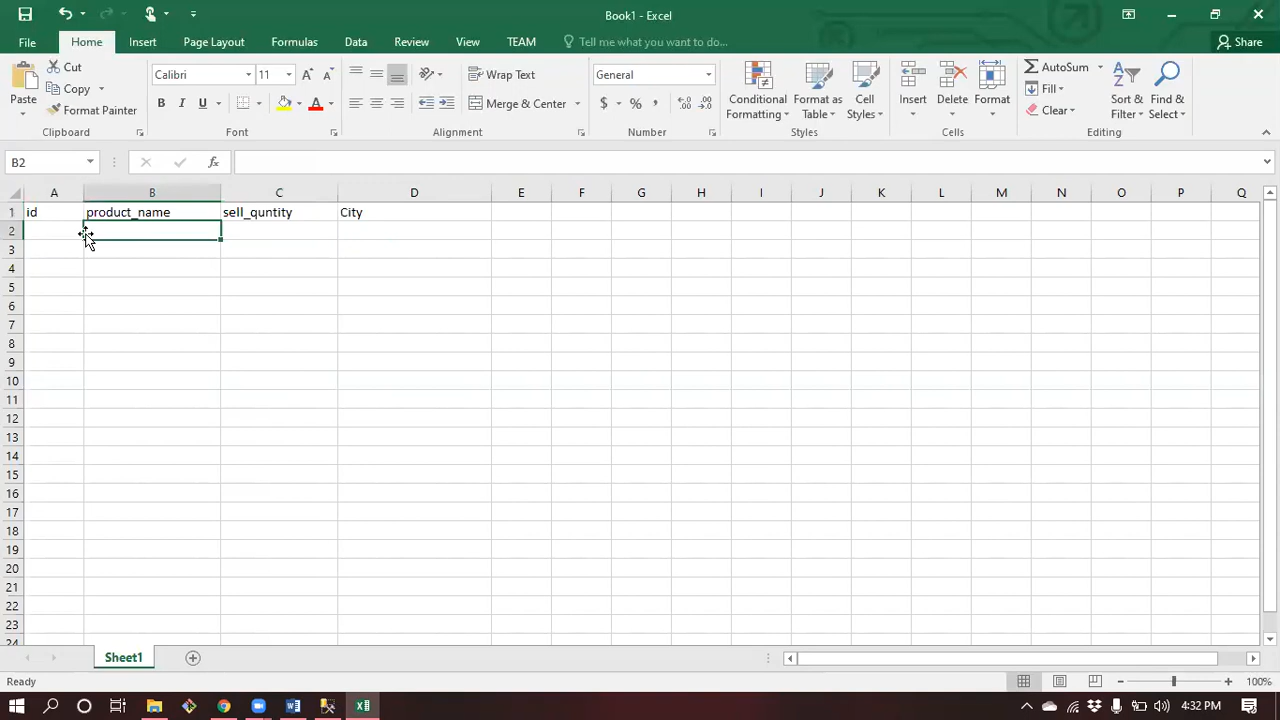 Book1 - Excel
File Home Insert Page Layout Formulas Data Review View TEAM Tell me what you want to do... Share
Paste Cut Copy Format Painter
Clipboard
Calibri 11
B I U
Font
Wrap Text
Merge & Center
Alignment
General
$ % ,
Number
Conditional Formatting
Format as Table
Cell Styles
Styles
Insert Delete Format
Cells
AutoSum
Fill
Clear
Sort & Filter
Find & Select
Editing
B2 fx
A B C D E F G H I J K L M N O P Q
1 id product_name sell_quntity City
2
3
4
5
6
7
8
9
10
11
12
13
14
15
16
17
18
19
20
21
22
23
24
Sheet1
Ready 100%
4:32 PM